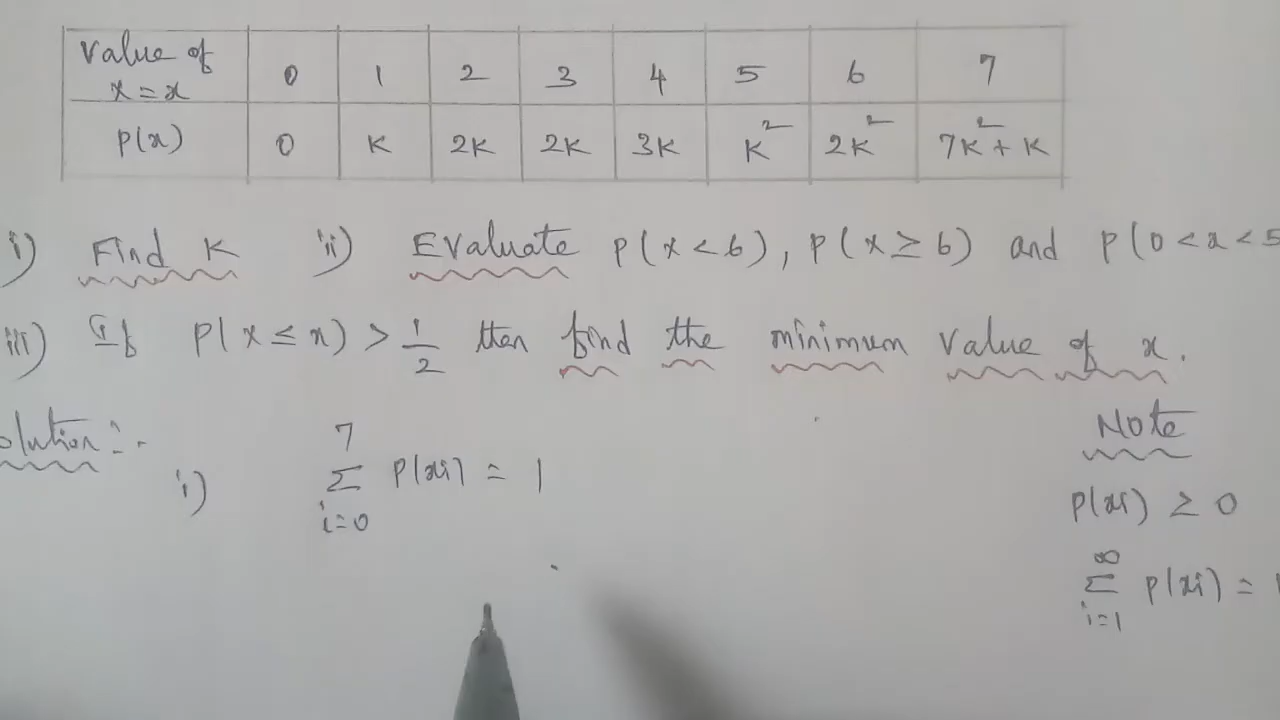 Value of x = x 0 1 2 3 4 5 6 7
P(x) 0 K 2K 2K 3K K² 2K² 7K² + K
i) Find K ii) Evaluate P(x < 6), P(x ≥ 6) and P(0 < x < 5
iii) If P(x ≤ x) > 1/2 then find the minimum value of x.
olution :-
i) 7 Σ i=0 P(xi) = 1
Note
P(xi) ≥ 0
∞ Σ i=1 P(xi) = 1